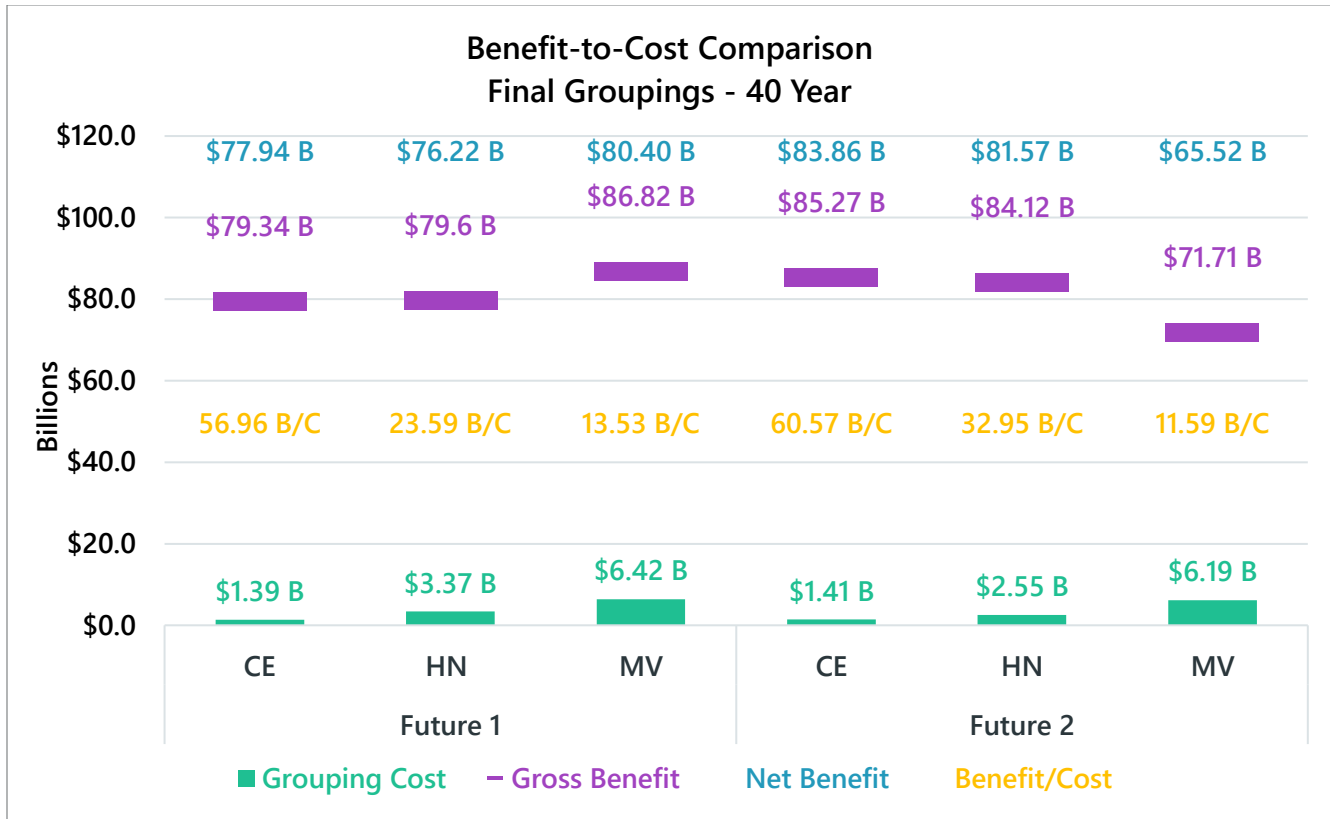 Benefit-to-Cost Comparison
Final Groupings - 40 Year
$120.0
$77.94 B $76.22 B $80.40 B $83.86 B $81.57 B $65.52 B
$86.82 B $85.27 B $84.12 B
$100.0
$79.34 B $79.6 B
$71.71 B
$80.0
Billions
$60.0
56.96 B/C 23.59 B/C 13.53 B/C 60.57 B/C 32.95 B/C 11.59 B/C
$40.0
$20.0
$1.39 B $3.37 B $6.42 B $1.41 B $2.55 B $6.19 B
$0.0
CE HN MV CE HN MV
Future 1 Future 2
Grouping Cost Gross Benefit Net Benefit Benefit/Cost